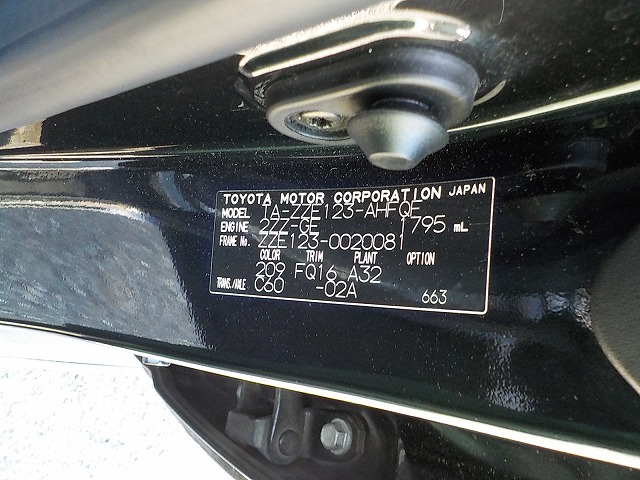 TOYOTA MOTOR CORPORATION JAPAN
MODEL TA-ZZE123-AHFQE
ENGINE 2ZZ-GE 1795 mL
FRAME No. ZZE123-0020081
COLOR TRIM PLANT OPTION
209 FQ16 A32
TRANS./AXLE C60 -02A 663